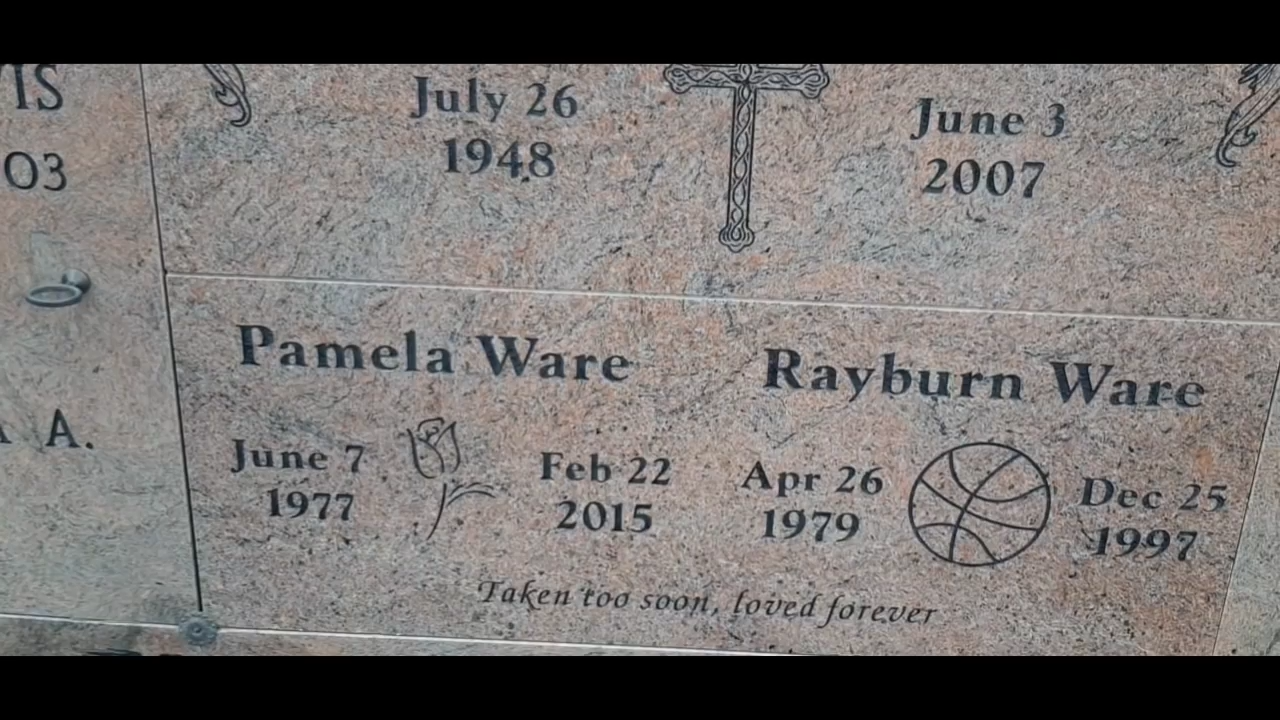 IS
03
A.
July 26
1948
June 3
2007
Pamela Ware
June 7
1977
Feb 22
2015
Rayburn Ware
Apr 26
1979
Dec 25
1997
Taken too soon, loved forever